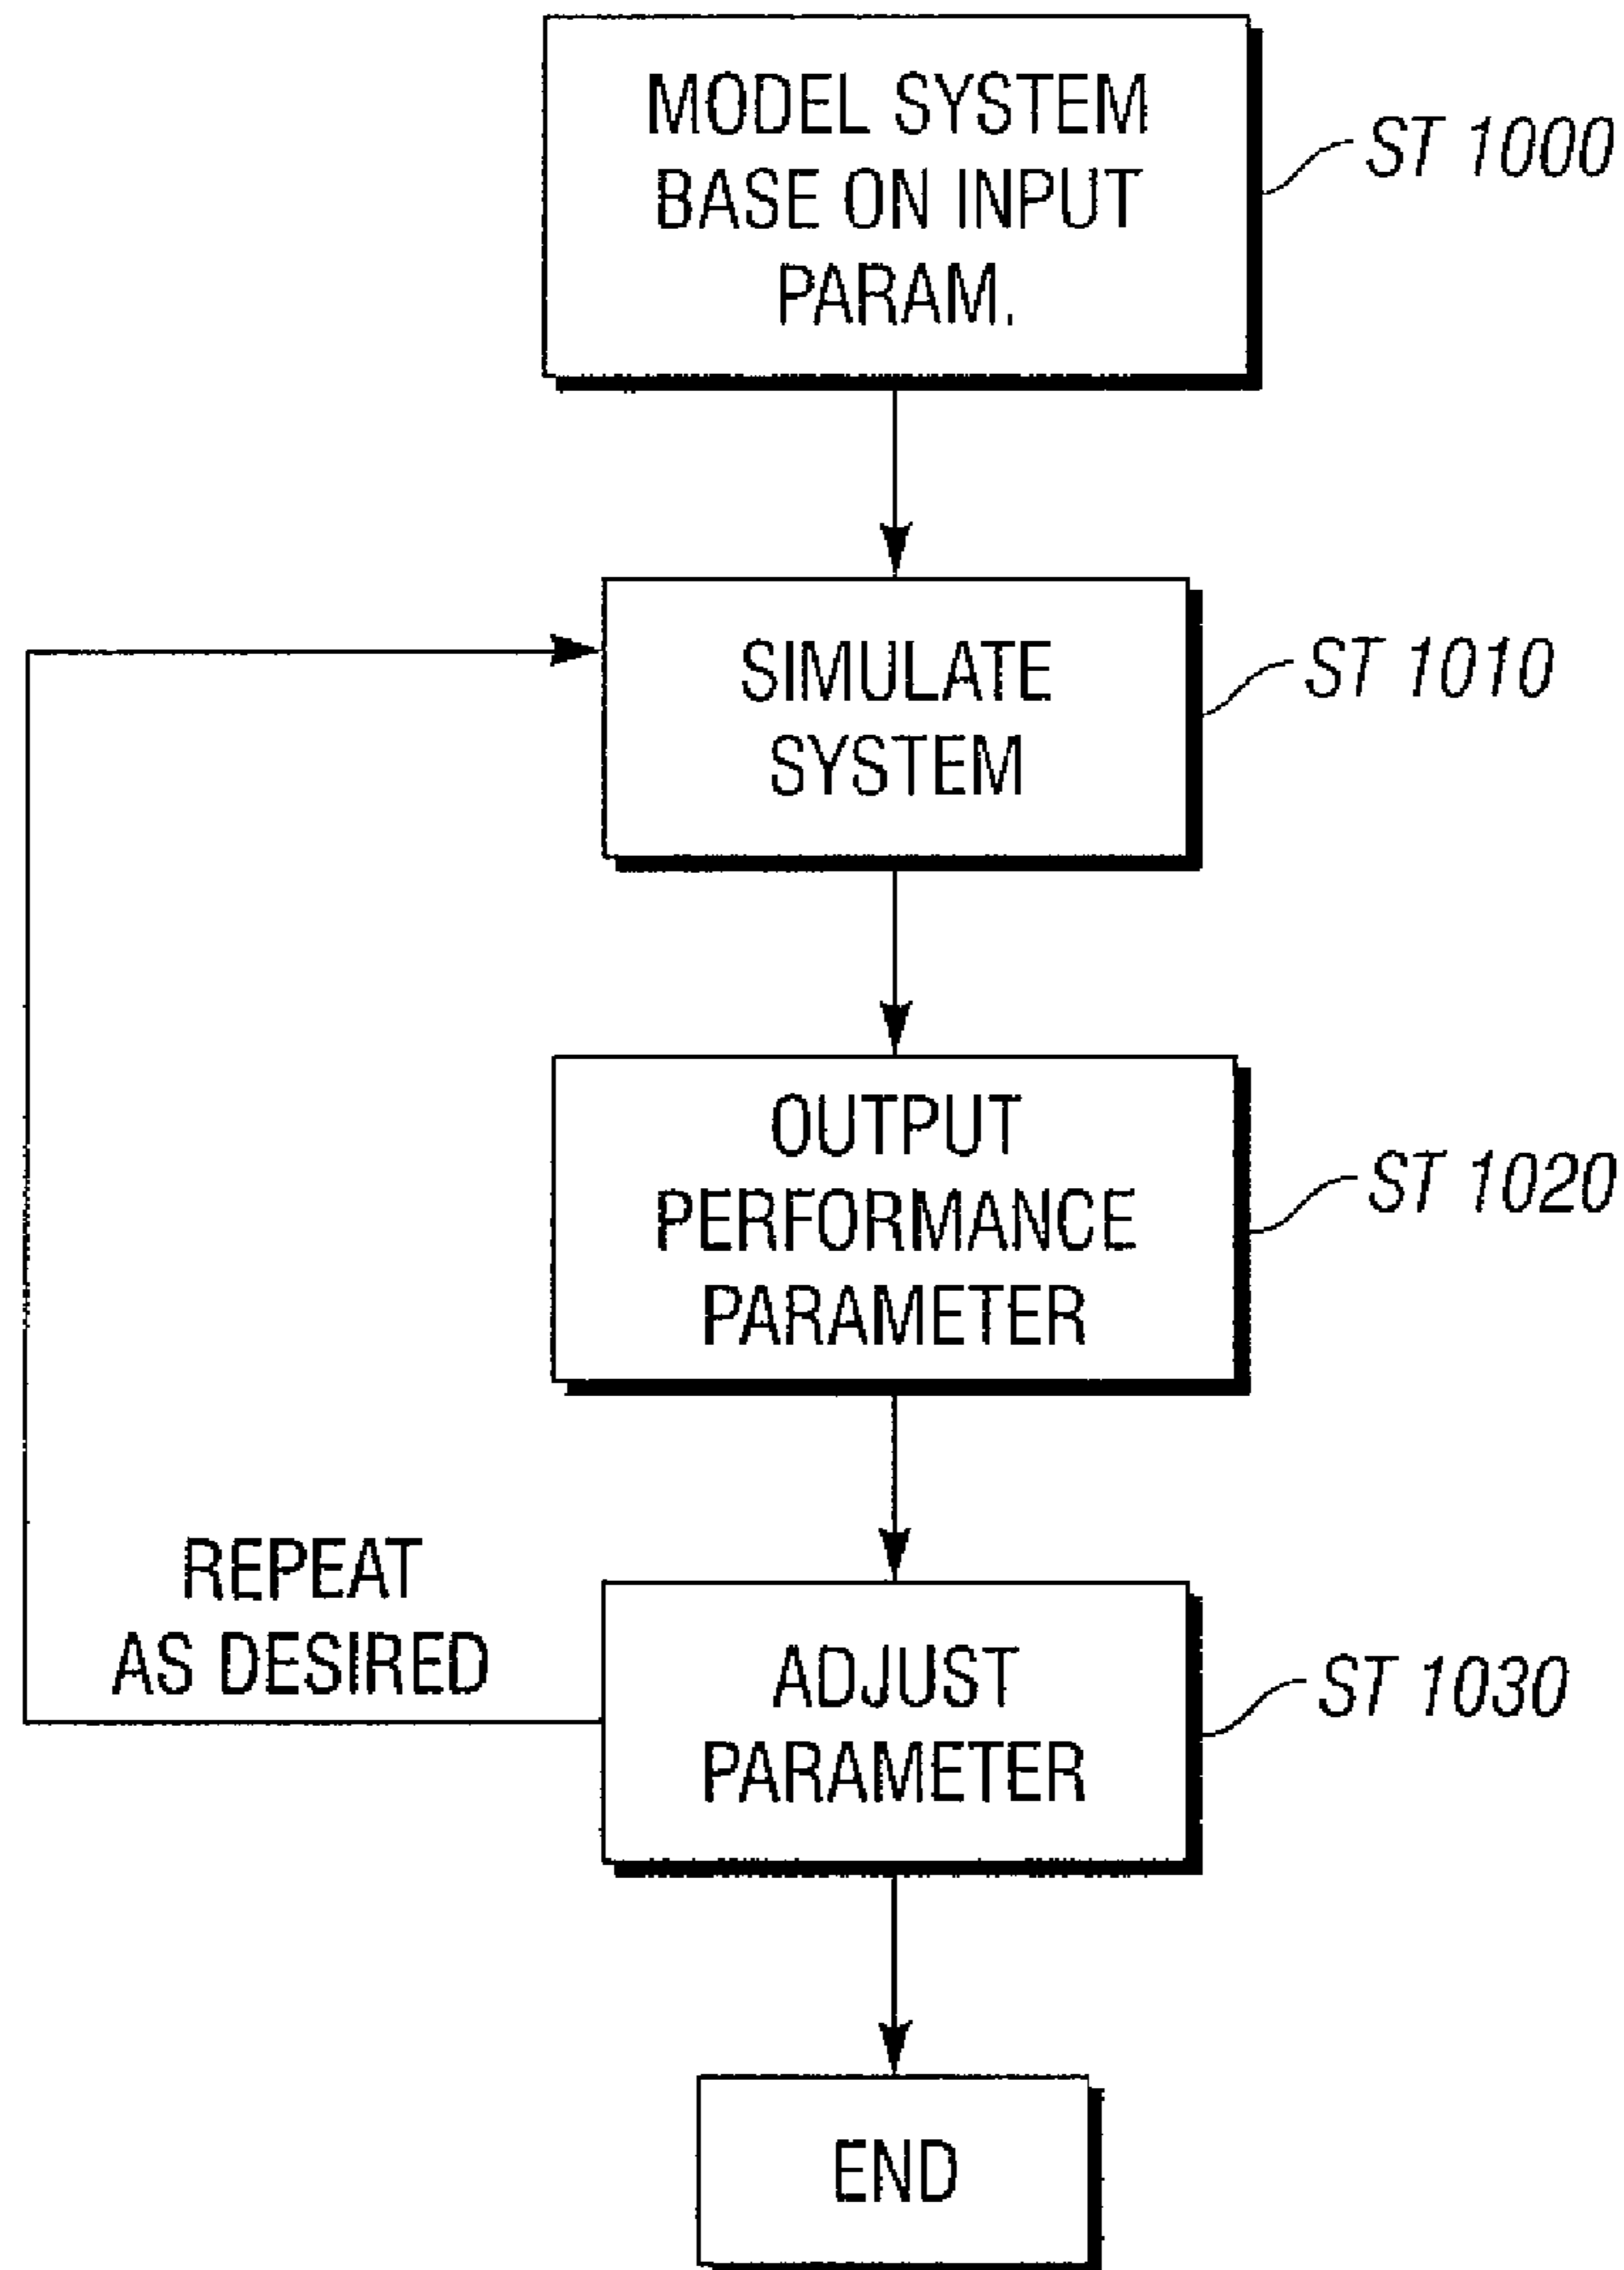 MODEL SYSTEM
BASE ON INPUT
PARAM.
ST 1000
SIMULATE
SYSTEM
ST 1010
OUTPUT
PERFORMANCE
PARAMETER
ST 1020
REPEAT
AS DESIRED
ADJUST
PARAMETER
ST 1030
END